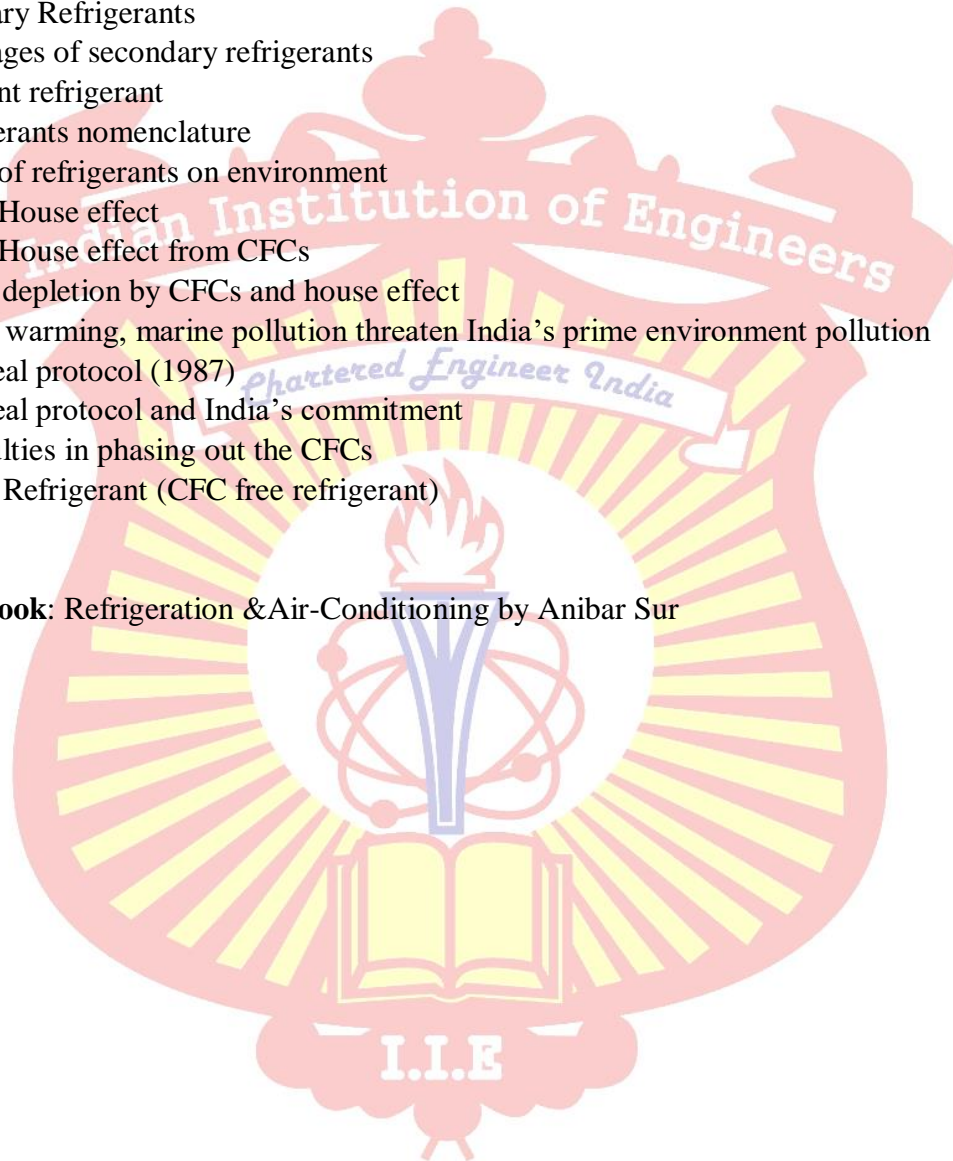 ary Refrigerants
ages of secondary refrigerants
nt refrigerant
erants nomenclature
of refrigerants on environment
House effect
House effect from CFCs
depletion by CFCs and house effect
warming, marine pollution threaten India's prime environment pollution
eal protocol (1987)
eal protocol and India's commitment
ulties in phasing out the CFCs
Refrigerant (CFC free refrigerant)
ook: Refrigeration &Air-Conditioning by Anibar Sur
Indian Institution of Engineers
Chartered Engineer India
I.I.E